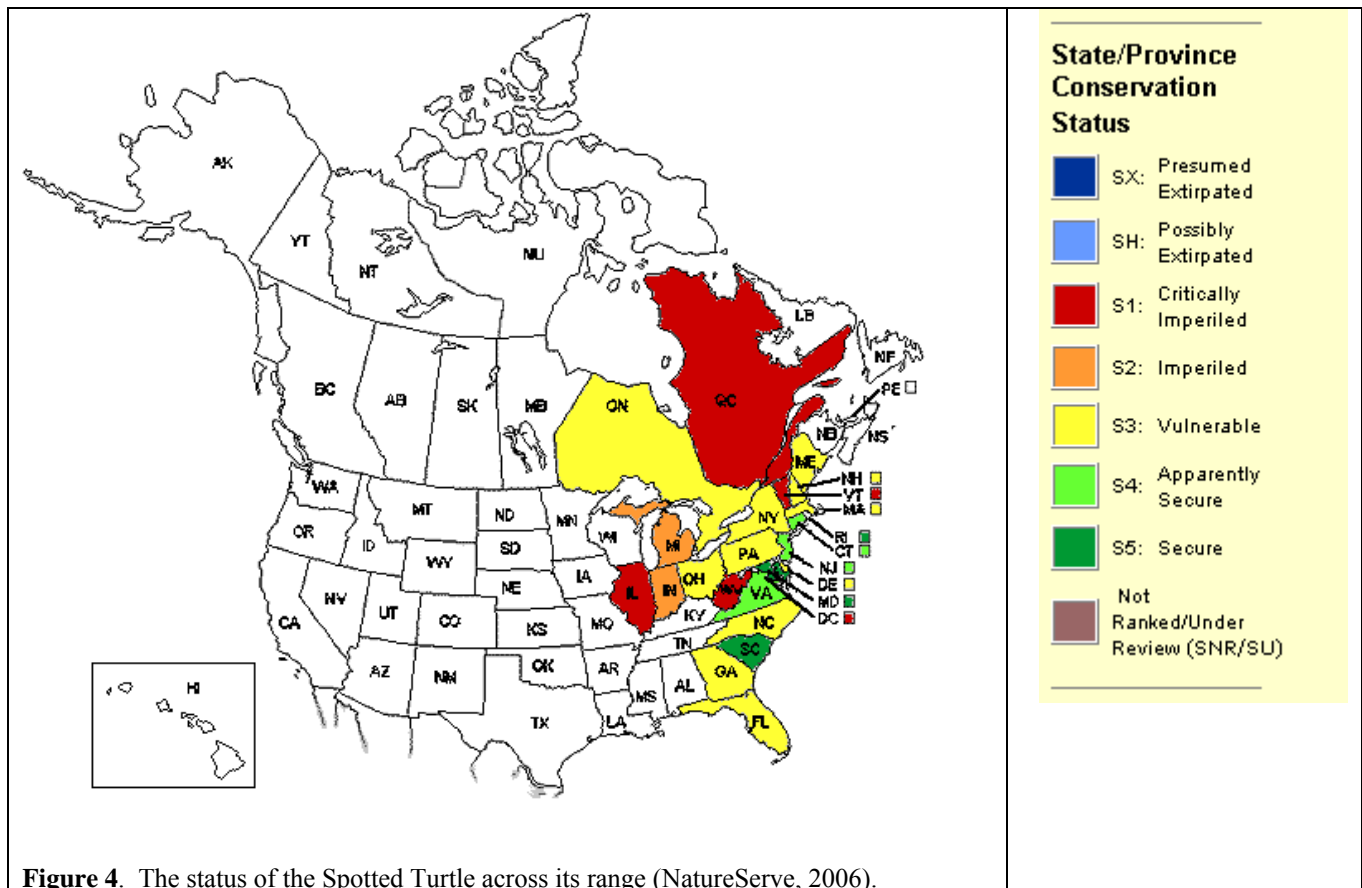 AK
YT
NT
NU
BC
AB
SK
MB
ON
QC
LB
NF
PE
NB
NS
ME
NH
VT
MA
RI
CT
NJ
DE
MD
DC
WA
OR
ID
MT
ND
SD
WY
NE
MN
WI
MI
IA
IL
IN
OH
PA
NY
WV
VA
KY
NC
TN
SC
GA
FL
AL
MS
LA
AR
MO
KS
OK
TX
NM
CO
UT
AZ
NV
CA
HI
Figure 4. The status of the Spotted Turtle across its range (NatureServe, 2006).
State/Province
Conservation
Status
SX: Presumed
Extirpated
SH: Possibly
Extirpated
S1: Critically
Imperiled
S2: Imperiled
S3: Vulnerable
S4: Apparently
Secure
S5: Secure
Not
Ranked/Under
Review (SNR/SU)